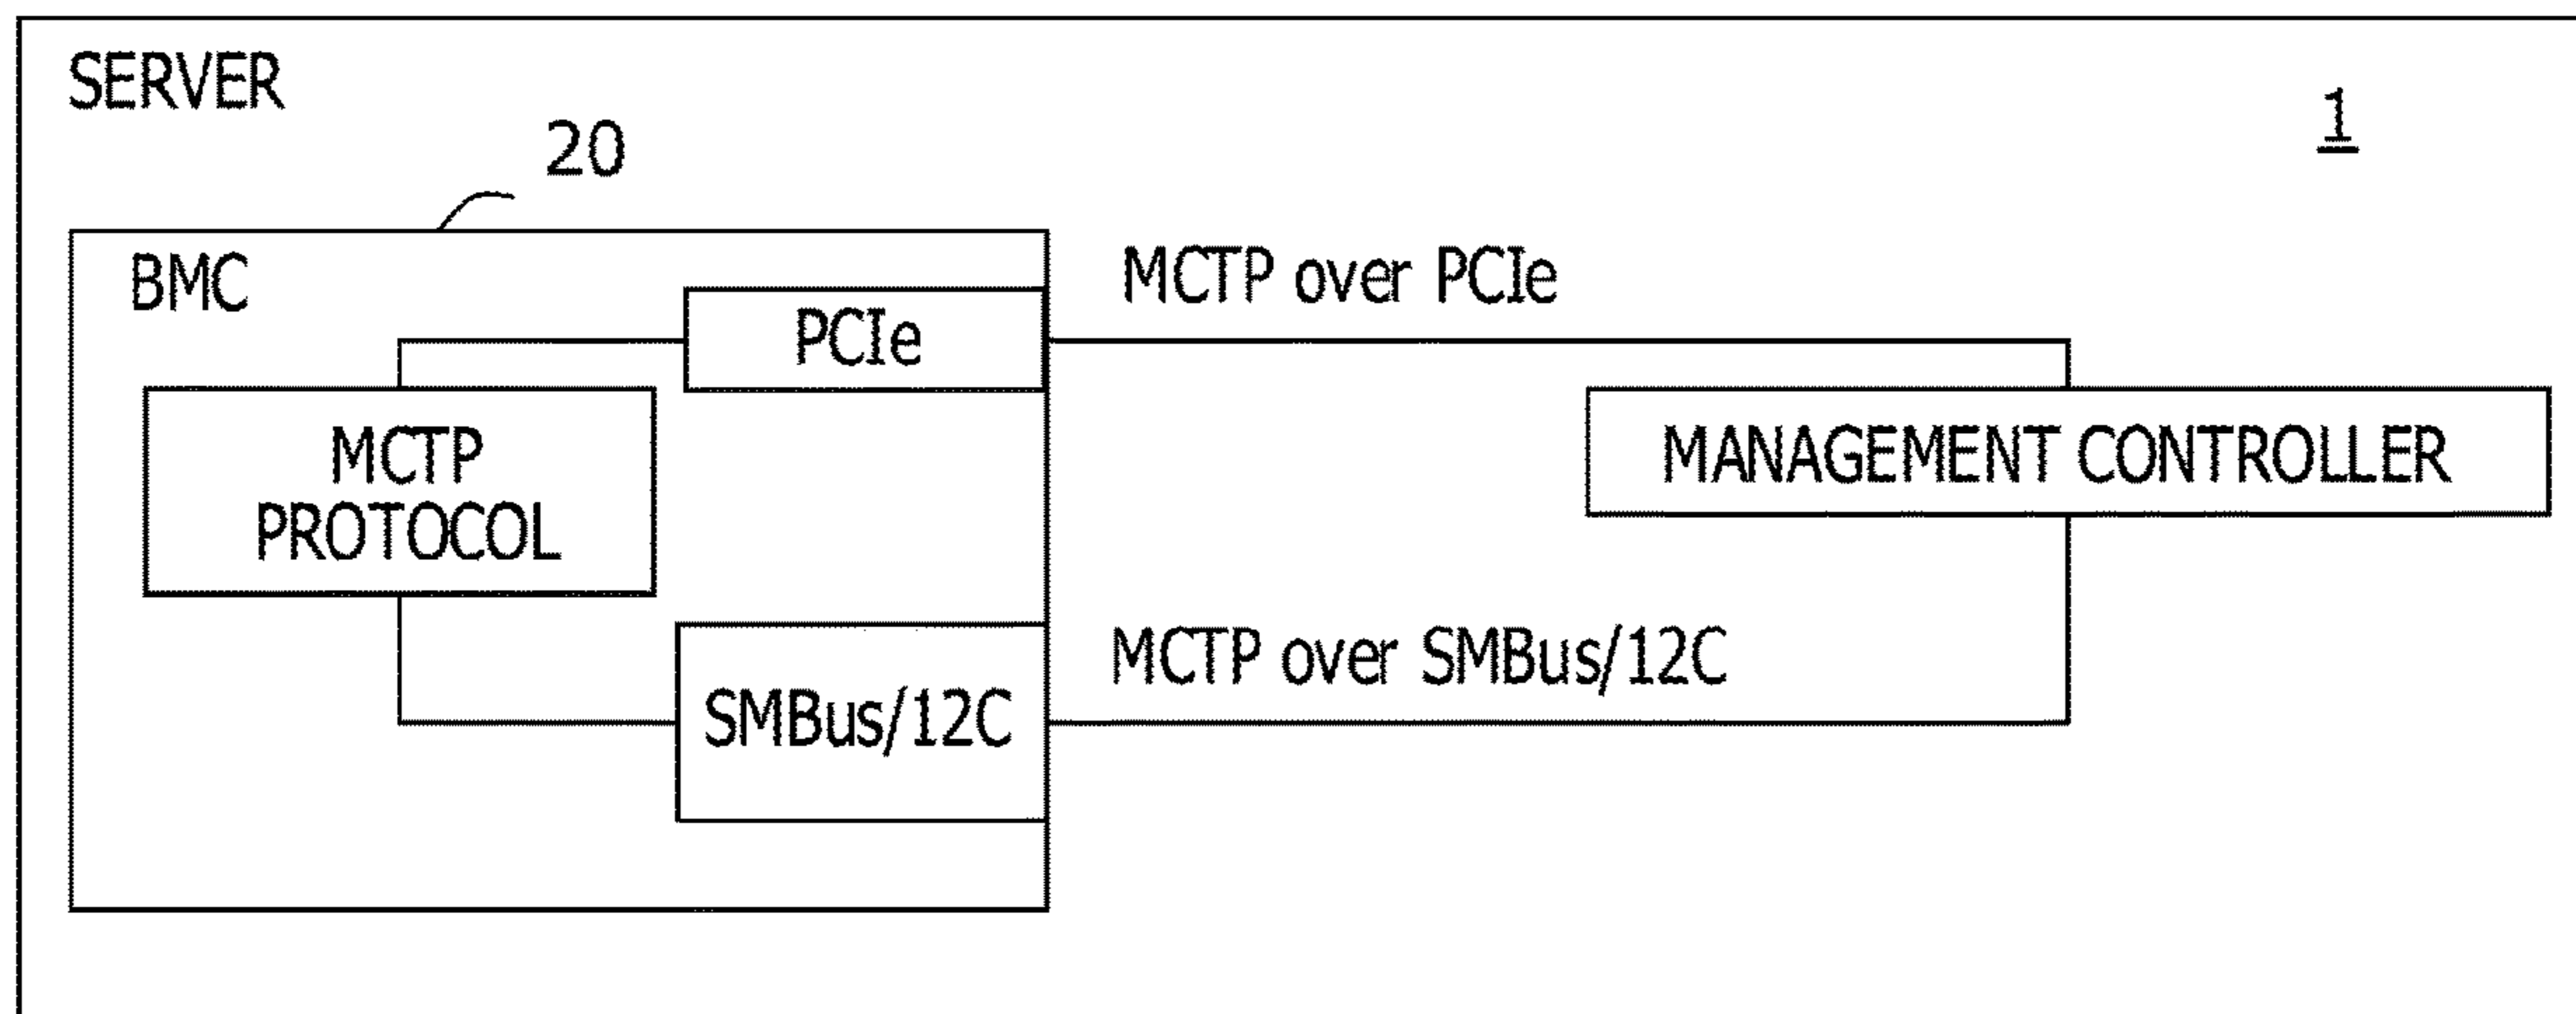 SERVER
1
20
BMC
MCTP over PCIe
PCIe
MCTP
PROTOCOL
MANAGEMENT CONTROLLER
MCTP over SMBus/12C
SMBus/12C